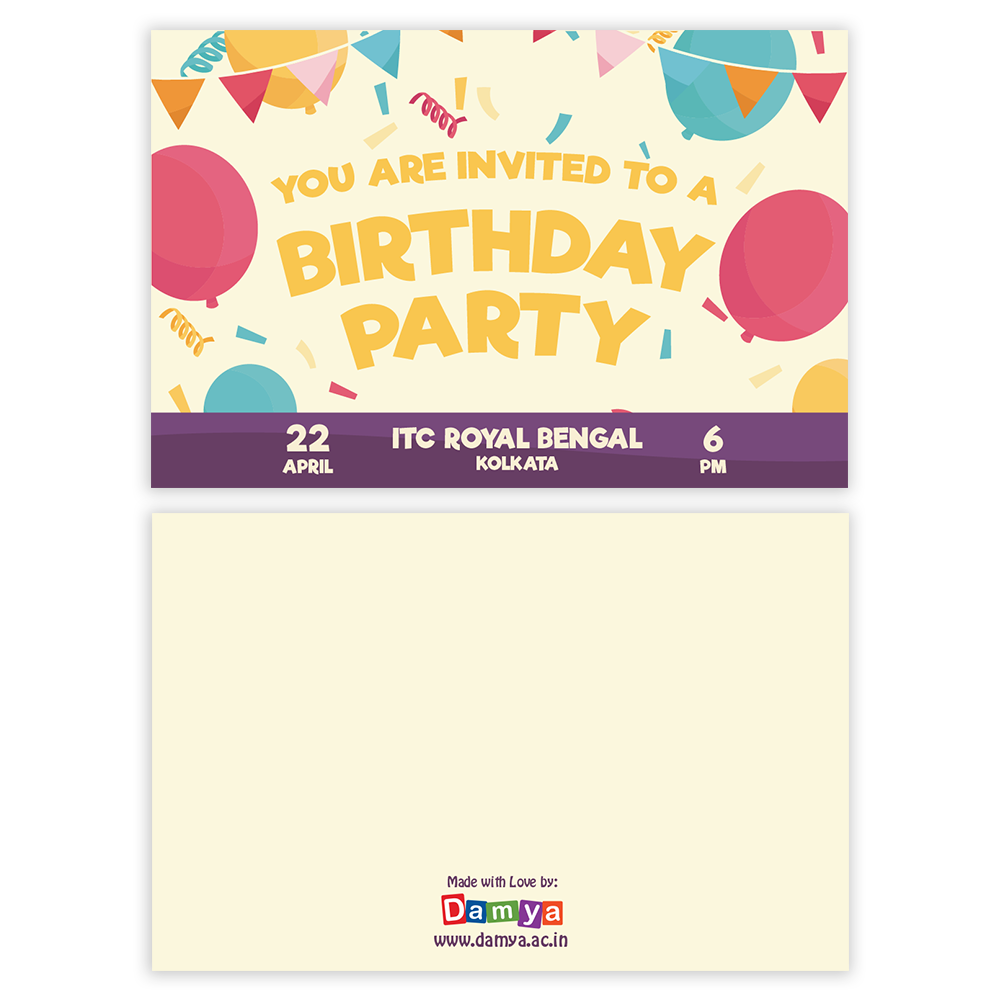 YOU ARE INVITED TO A
BIRTHDAY
PARTY
22
APRIL
ITC ROYAL BENGAL
KOLKATA
6
PM
Made with Love by:
Damya
www.damya.ac.in